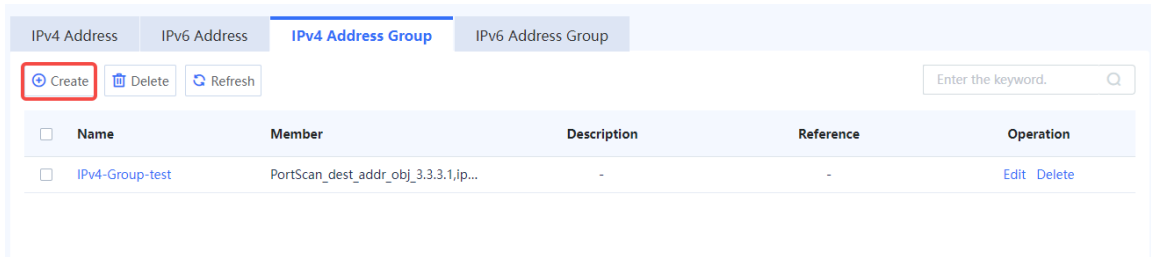 IPv4 Address IPv6 Address IPv4 Address Group IPv6 Address Group
Create Delete Refresh Enter the keyword.
Name Member Description Reference Operation
IPv4-Group-test PortScan_dest_addr_obj_3.3.3.1,ip... - - Edit Delete